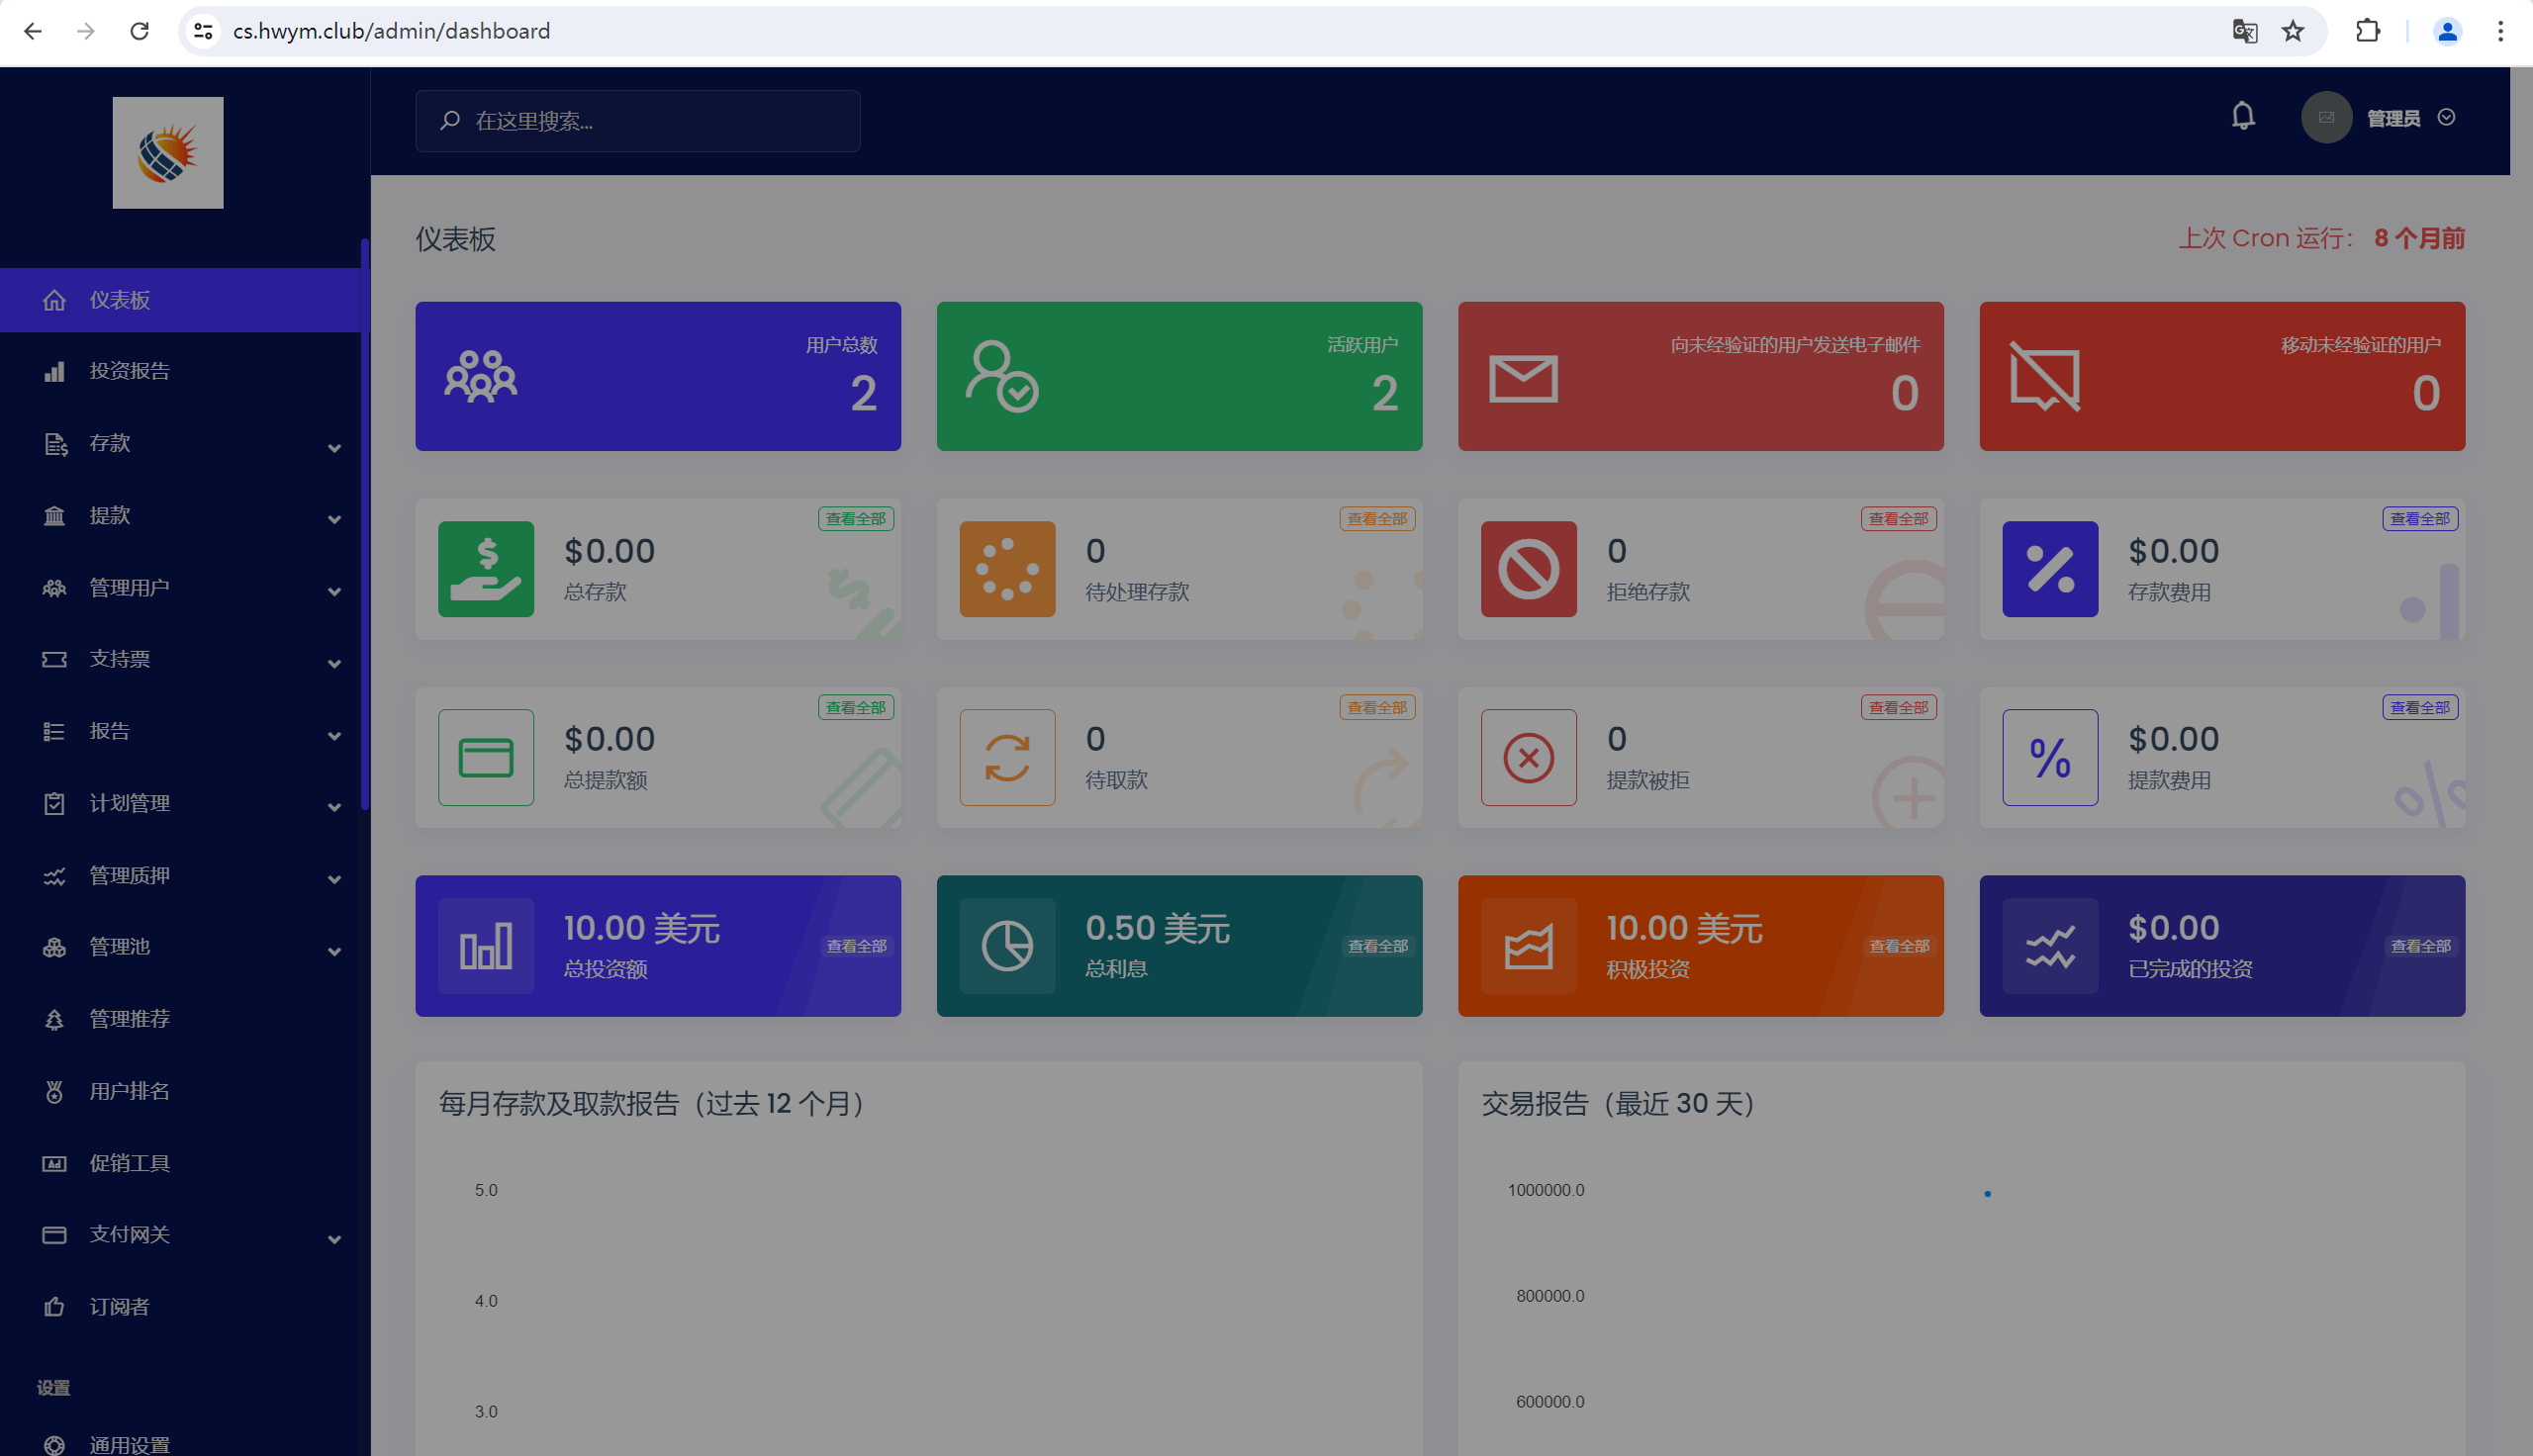 cs.hwym.club/admin/dashboard
在这里搜索...
管理员
仪表板
投资报告
存款
提款
管理用户
支持票
报告
计划管理
管理质押
管理池
管理推荐
用户排名
促销工具
支付网关
订阅者
设置
通用设置
仪表板
上次 Cron 运行： 8 个月前
用户总数
2
活跃用户
2
向未经验证的用户发送电子邮件
0
移动未经验证的用户
0
查看全部
$0.00
总存款
查看全部
0
待处理存款
查看全部
0
拒绝存款
查看全部
$0.00
存款费用
查看全部
$0.00
总提款额
查看全部
0
待取款
查看全部
0
提款被拒
查看全部
$0.00
提款费用
10.00 美元
总投资额
查看全部
0.50 美元
总利息
查看全部
10.00 美元
积极投资
查看全部
$0.00
已完成的投资
查看全部
每月存款及取款报告（过去 12 个月）
5.0
4.0
3.0
交易报告（最近 30 天）
1000000.0
800000.0
600000.0